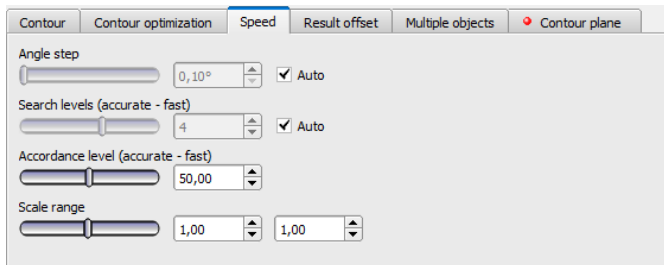 Contour Contour optimization Speed Result offset Multiple objects Contour plane
Angle step
0,10° Auto
Search levels (accurate - fast)
4 Auto
Accordance level (accurate - fast)
50,00
Scale range
1,00 1,00